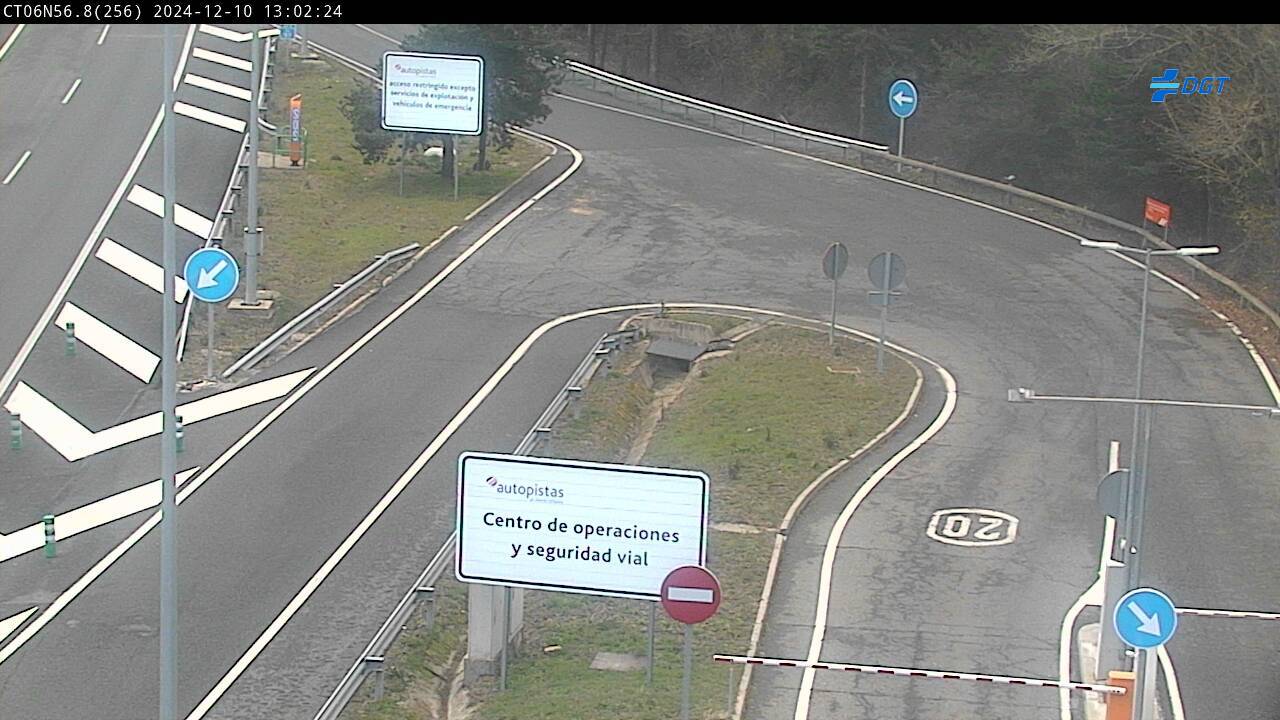 CT06N56.8(256) 2024-12-10 13:02:24
autopistas
acceso restringido excepto
servicios de explotación y
vehículos de emergencia
DGT
autopistas
Centro de operaciones
y seguridad vial
20